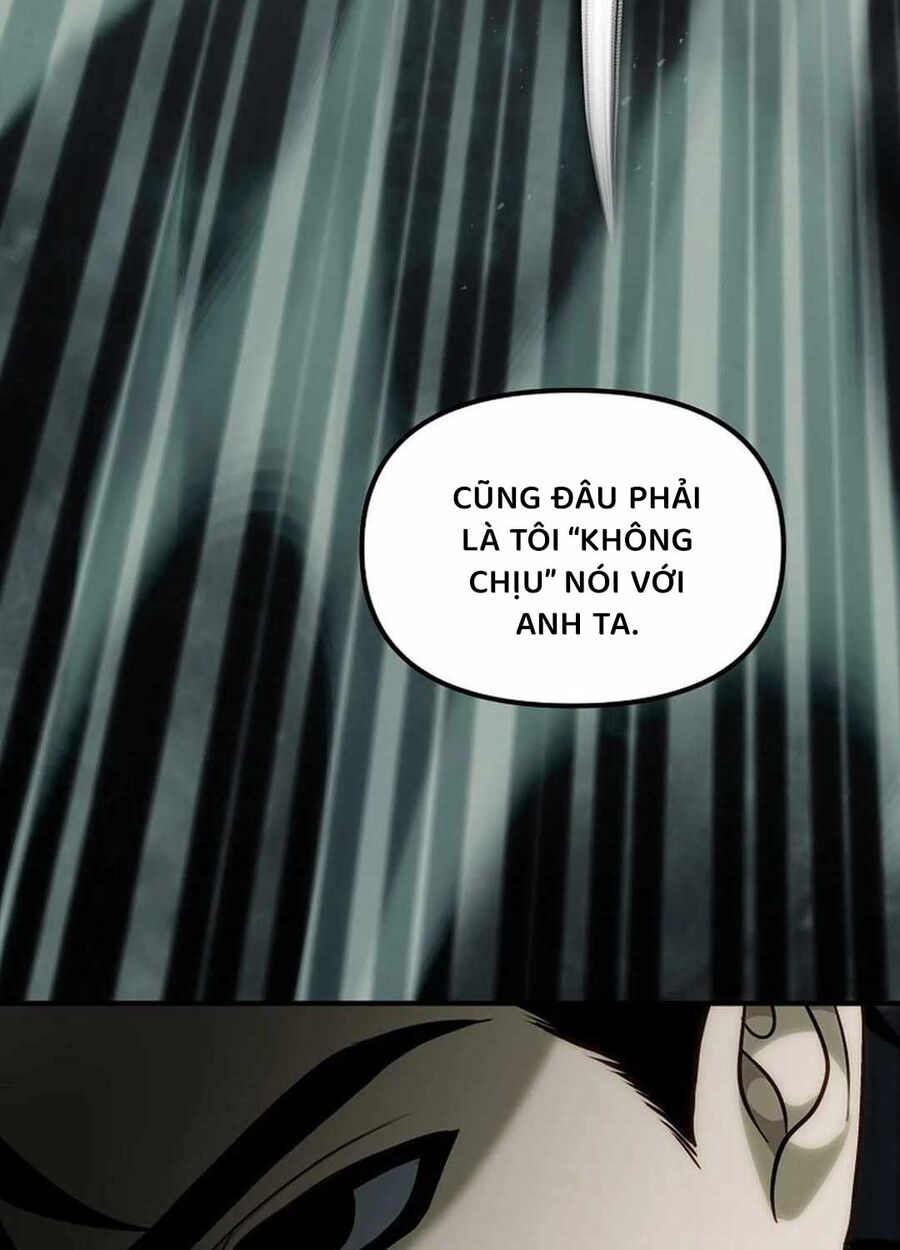 CŨNG ĐÂU PHẢI
LÀ TÔI “KHÔNG
CHỊU” NÓI VỚI
ANH TA.